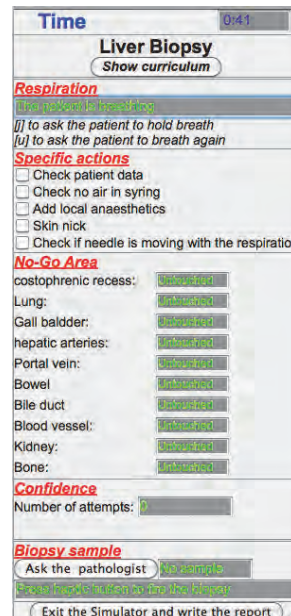 Time 0:41
Liver Biopsy
Show curriculum
Respiration
The patient is breathing
[j] to ask the patient to hold breath
[u] to ask the patient to breath again
Specific actions
Check patient data
Check no air in syring
Add local anaesthetics
Skin nick
Check if needle is moving with the respiratio
No-Go Area
costophrenic recess: Untouched
Lung: Untouched
Gall baldder: Untouched
hepatic arteries: Untouched
Portal vein: Untouched
Bowel Untouched
Bile duct Untouched
Blood vessel: Untouched
Kidney: Untouched
Bone: Untouched
Confidence
Number of attempts: 0
Biopsy sample
Ask the pathologist No sample
Press haptic button to fire the biopsy
Exit the Simulator and write the report